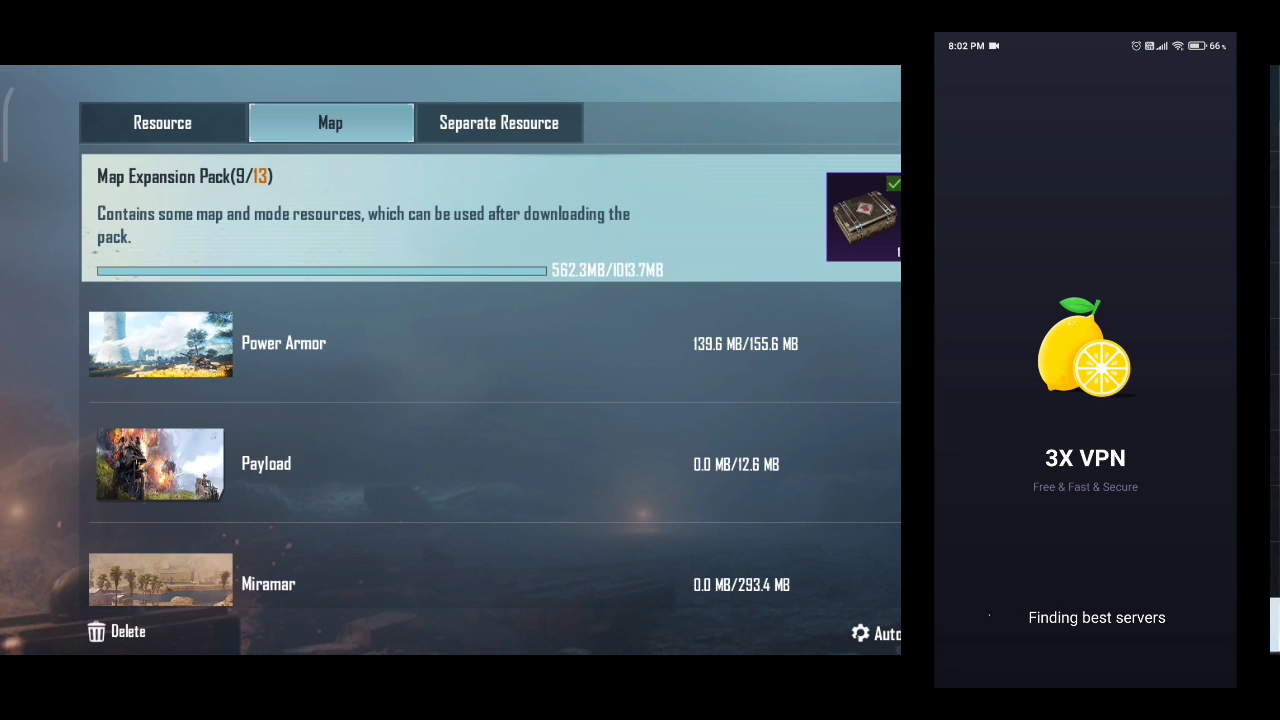 Resource
Map
Separate Resource
Map Expansion Pack(9/13)
Contains some map and mode resources, which can be used after downloading the
pack.
562.3MB/1013.7MB
1
Power Armor
139.6 MB/155.6 MB
Payload
0.0 MB/12.6 MB
Miramar
0.0 MB/293.4 MB
Delete
Auto
8:02 PM
66%
3X VPN
Free & Fast & Secure
Finding best servers